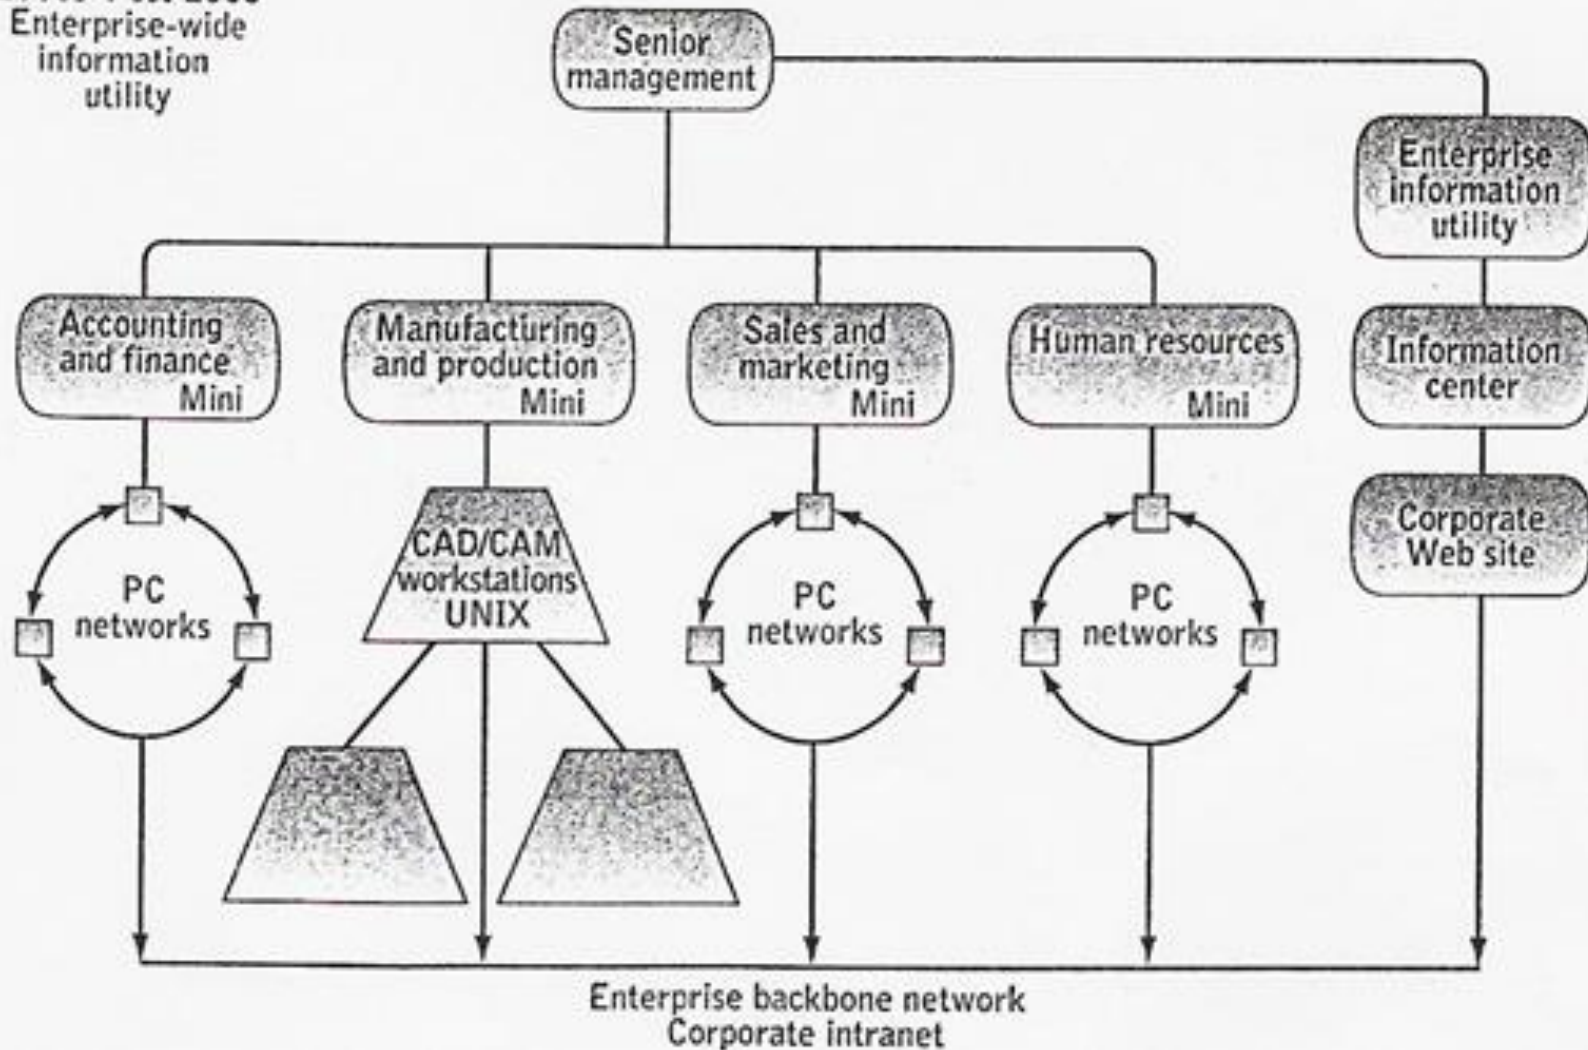 Enterprise-wide
information
utility
Senior
management
Enterprise
information
utility
Accounting
and finance
Mini
Manufacturing
and production
Mini
Sales and
marketing
Mini
Human resources
Mini
Information
center
CAD/CAM
workstations
UNIX
PC
networks
PC
networks
PC
networks
Corporate
Web site
Enterprise backbone network
Corporate intranet